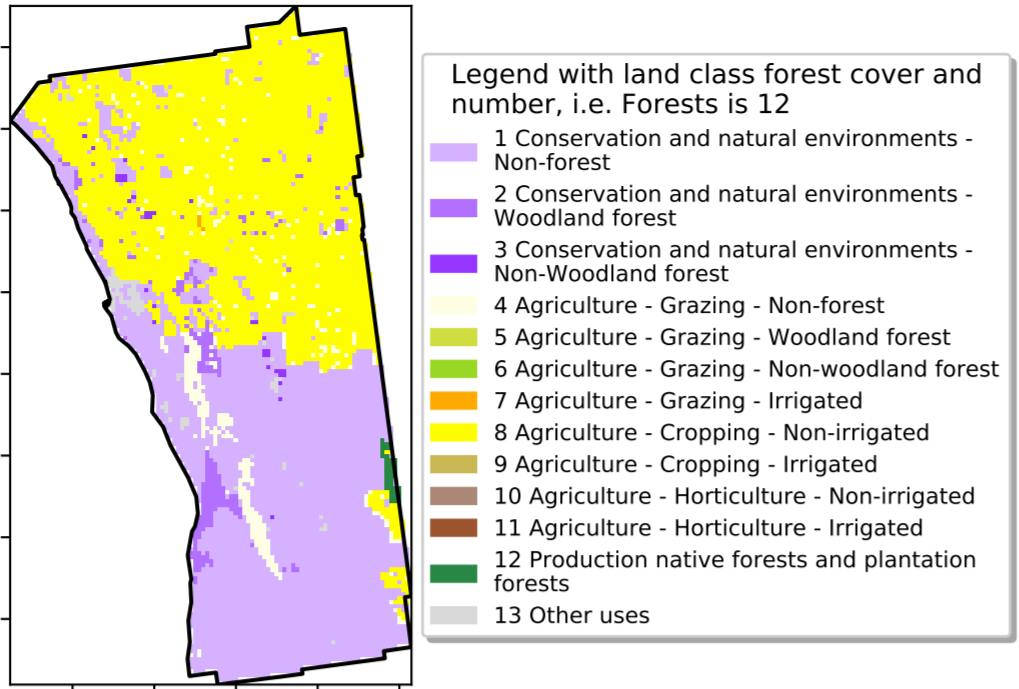 Legend with land class forest cover and
number, i.e. Forests is 12
1 Conservation and natural environments -
Non-forest
2 Conservation and natural environments -
Woodland forest
3 Conservation and natural environments -
Non-Woodland forest
4 Agriculture - Grazing - Non-forest
5 Agriculture - Grazing - Woodland forest
6 Agriculture - Grazing - Non-woodland forest
7 Agriculture - Grazing - Irrigated
8 Agriculture - Cropping - Non-irrigated
9 Agriculture - Cropping - Irrigated
10 Agriculture - Horticulture - Non-irrigated
11 Agriculture - Horticulture - Irrigated
12 Production native forests and plantation
forests
13 Other uses